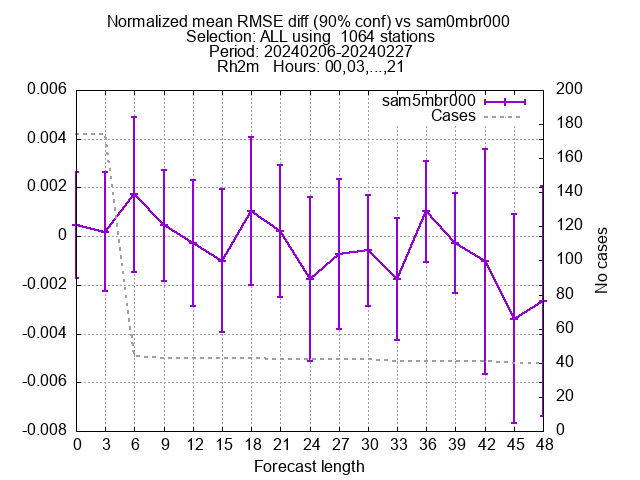 Normalized mean RMSE diff (90% conf) vs sam0mbr000
Selection: ALL using  1064 stations
Period: 20240206-20240227
Rh2m   Hours: 00,03,...,21
0.006
0.004
0.002
0
-0.002
-0.004
-0.006
-0.008
sam5mbr000
Cases
200
180
160
140
120
100
80
60
40
20
0
No cases
0 3 6 9 12 15 18 21 24 27 30 33 36 39 42 45 48
Forecast length